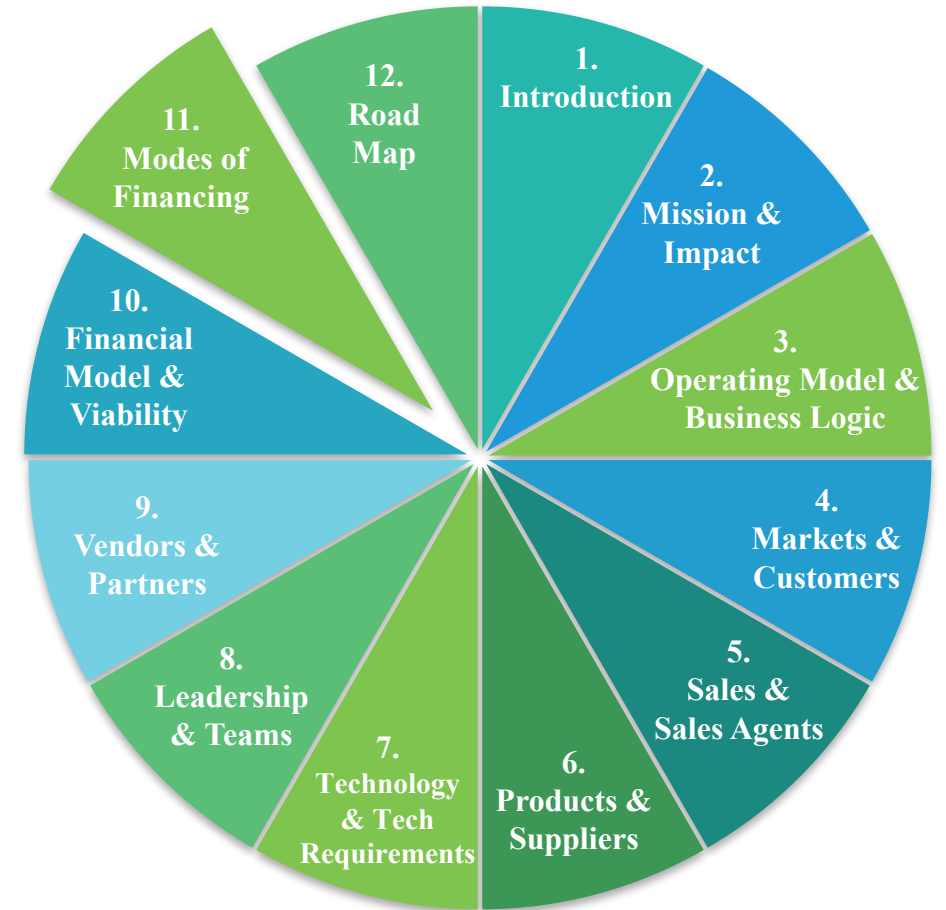 1.
Introduction
2.
Mission &
Impact
3.
Operating Model &
Business Logic
4.
Markets &
Customers
5.
Sales &
Sales Agents
6.
Products &
Suppliers
7.
Technology
& Tech
Requirements
8.
Leadership
& Teams
9.
Vendors &
Partners
10.
Financial
Model &
Viability
11.
Modes of
Financing
12.
Road
Map